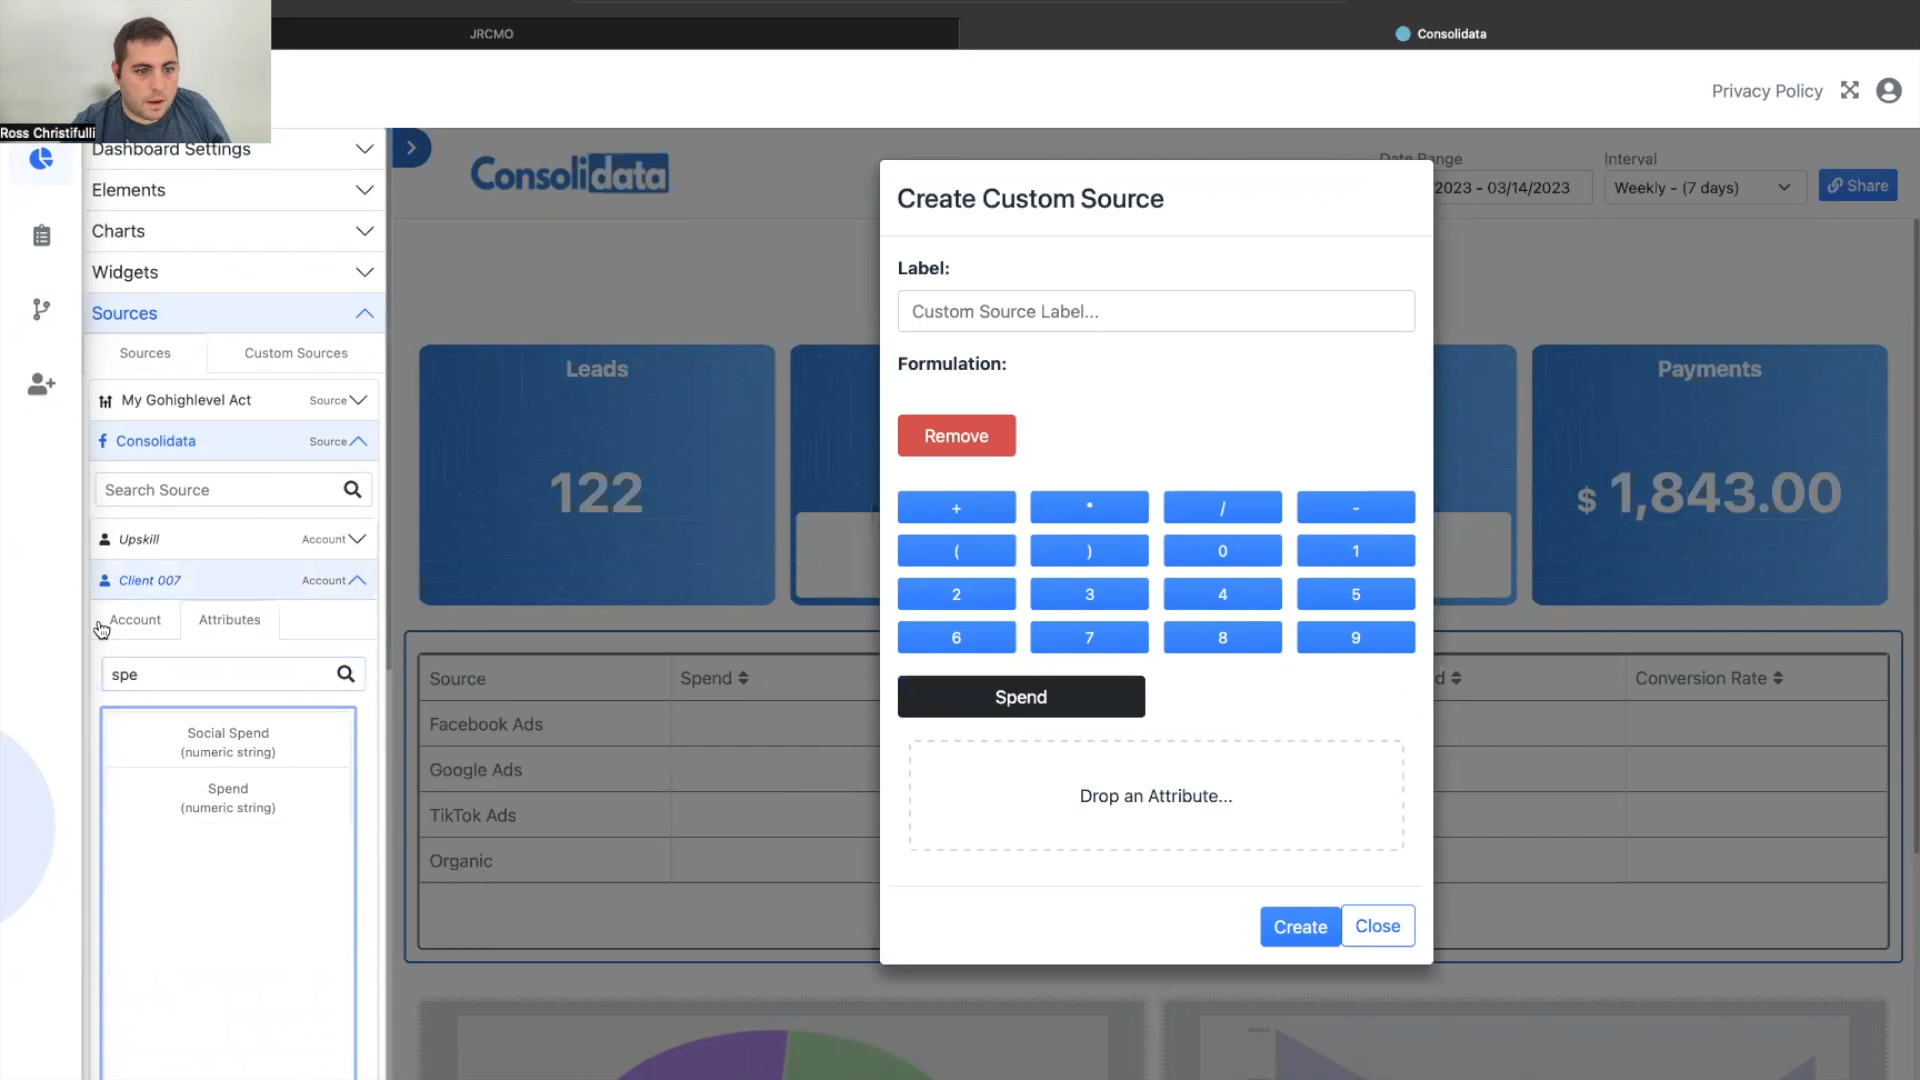 JRCMO
Consolidata
Privacy Policy
Ross Christifulli
Dashboard Settings
Elements
Charts
Widgets
Sources
Sources
Custom Sources
My Gohighlevel Act
Source
Consolidata
Source
Search Source
Upskill
Account
Client 007
Account
Account
Attributes
spe
Social Spend
(numeric string)
Spend
(numeric string)
Consolidata
Date Range
2023 - 03/14/2023
Interval
Weekly - (7 days)
Share
Leads
122
Payments
$ 1,843.00
Source
Spend
d
Conversion Rate
Facebook Ads
Google Ads
TikTok Ads
Organic
Create Custom Source
Label:
Custom Source Label...
Formulation:
Remove
+ * / -
( ) 0 1
2 3 4 5
6 7 8 9
Spend
Drop an Attribute...
Create
Close